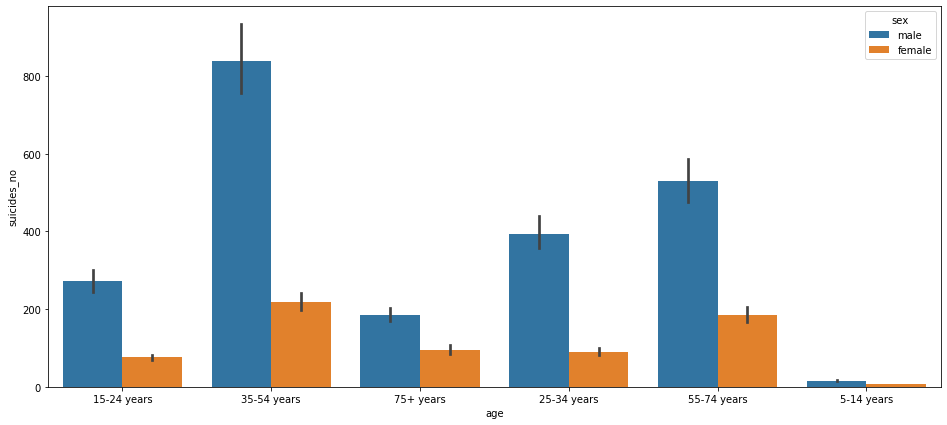 sex
male
female
800
600
400
200
0
suicides_no
15-24 years
35-54 years
75+ years
25-34 years
55-74 years
5-14 years
age